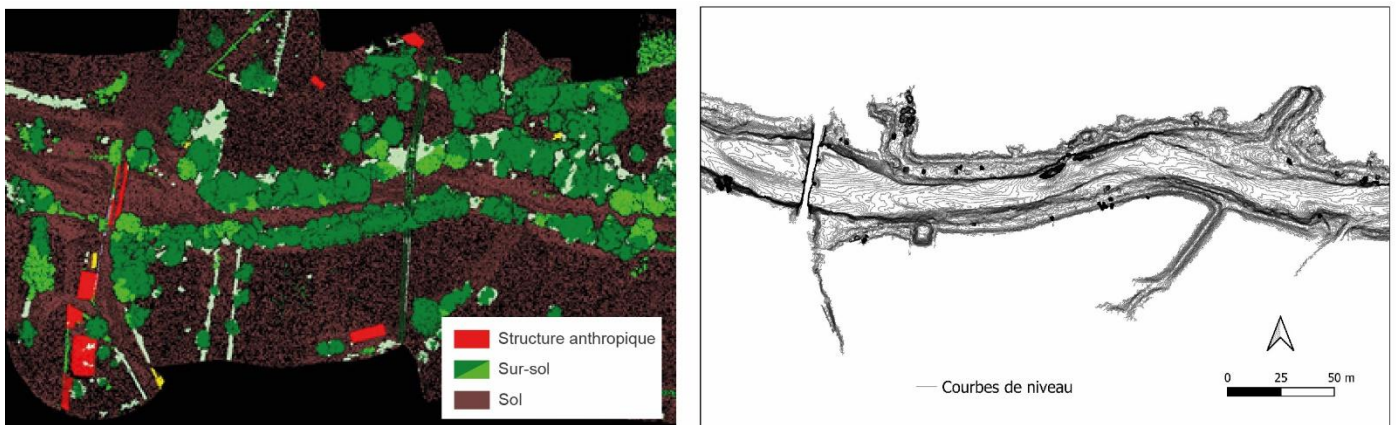 Structure anthropique
Sur-sol
Sol
Courbes de niveau
0 25 50 m